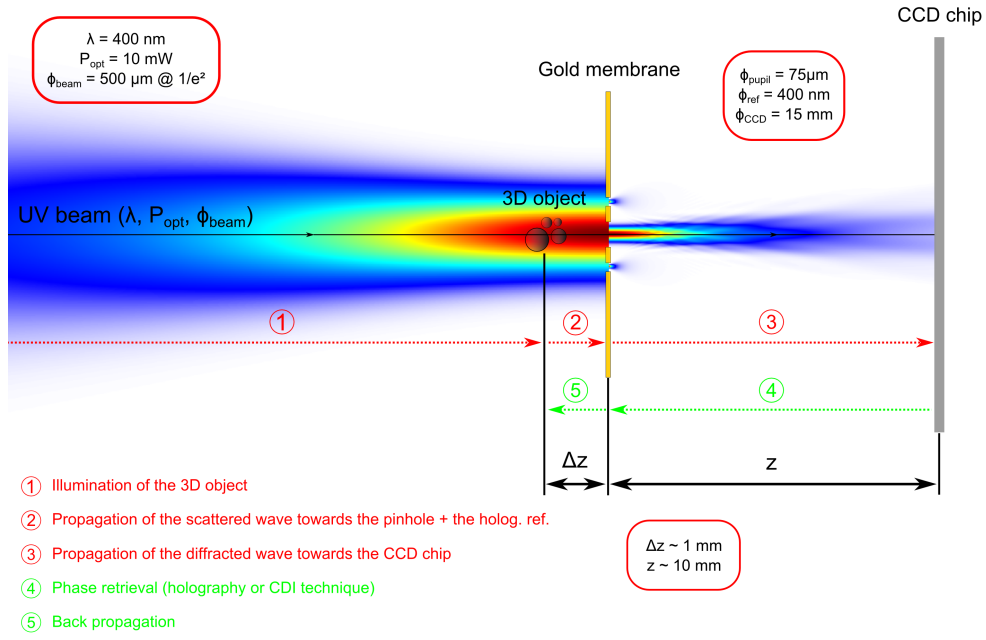 CCD chip
λ = 400 nm
P_opt = 10 mW
ϕ_beam = 500 µm @ 1/e²
Gold membrane
ϕ_pupil = 75µm
ϕ_ref = 400 nm
ϕ_CCD = 15 mm
3D object
UV beam (λ, P_opt, ϕ_beam)
① ② ③
⑤ ④
Δz z
① Illumination of the 3D object
② Propagation of the scattered wave towards the pinhole + the holog. ref.
③ Propagation of the diffracted wave towards the CCD chip
④ Phase retrieval (holography or CDI technique)
⑤ Back propagation
Δz ~ 1 mm
z ~ 10 mm